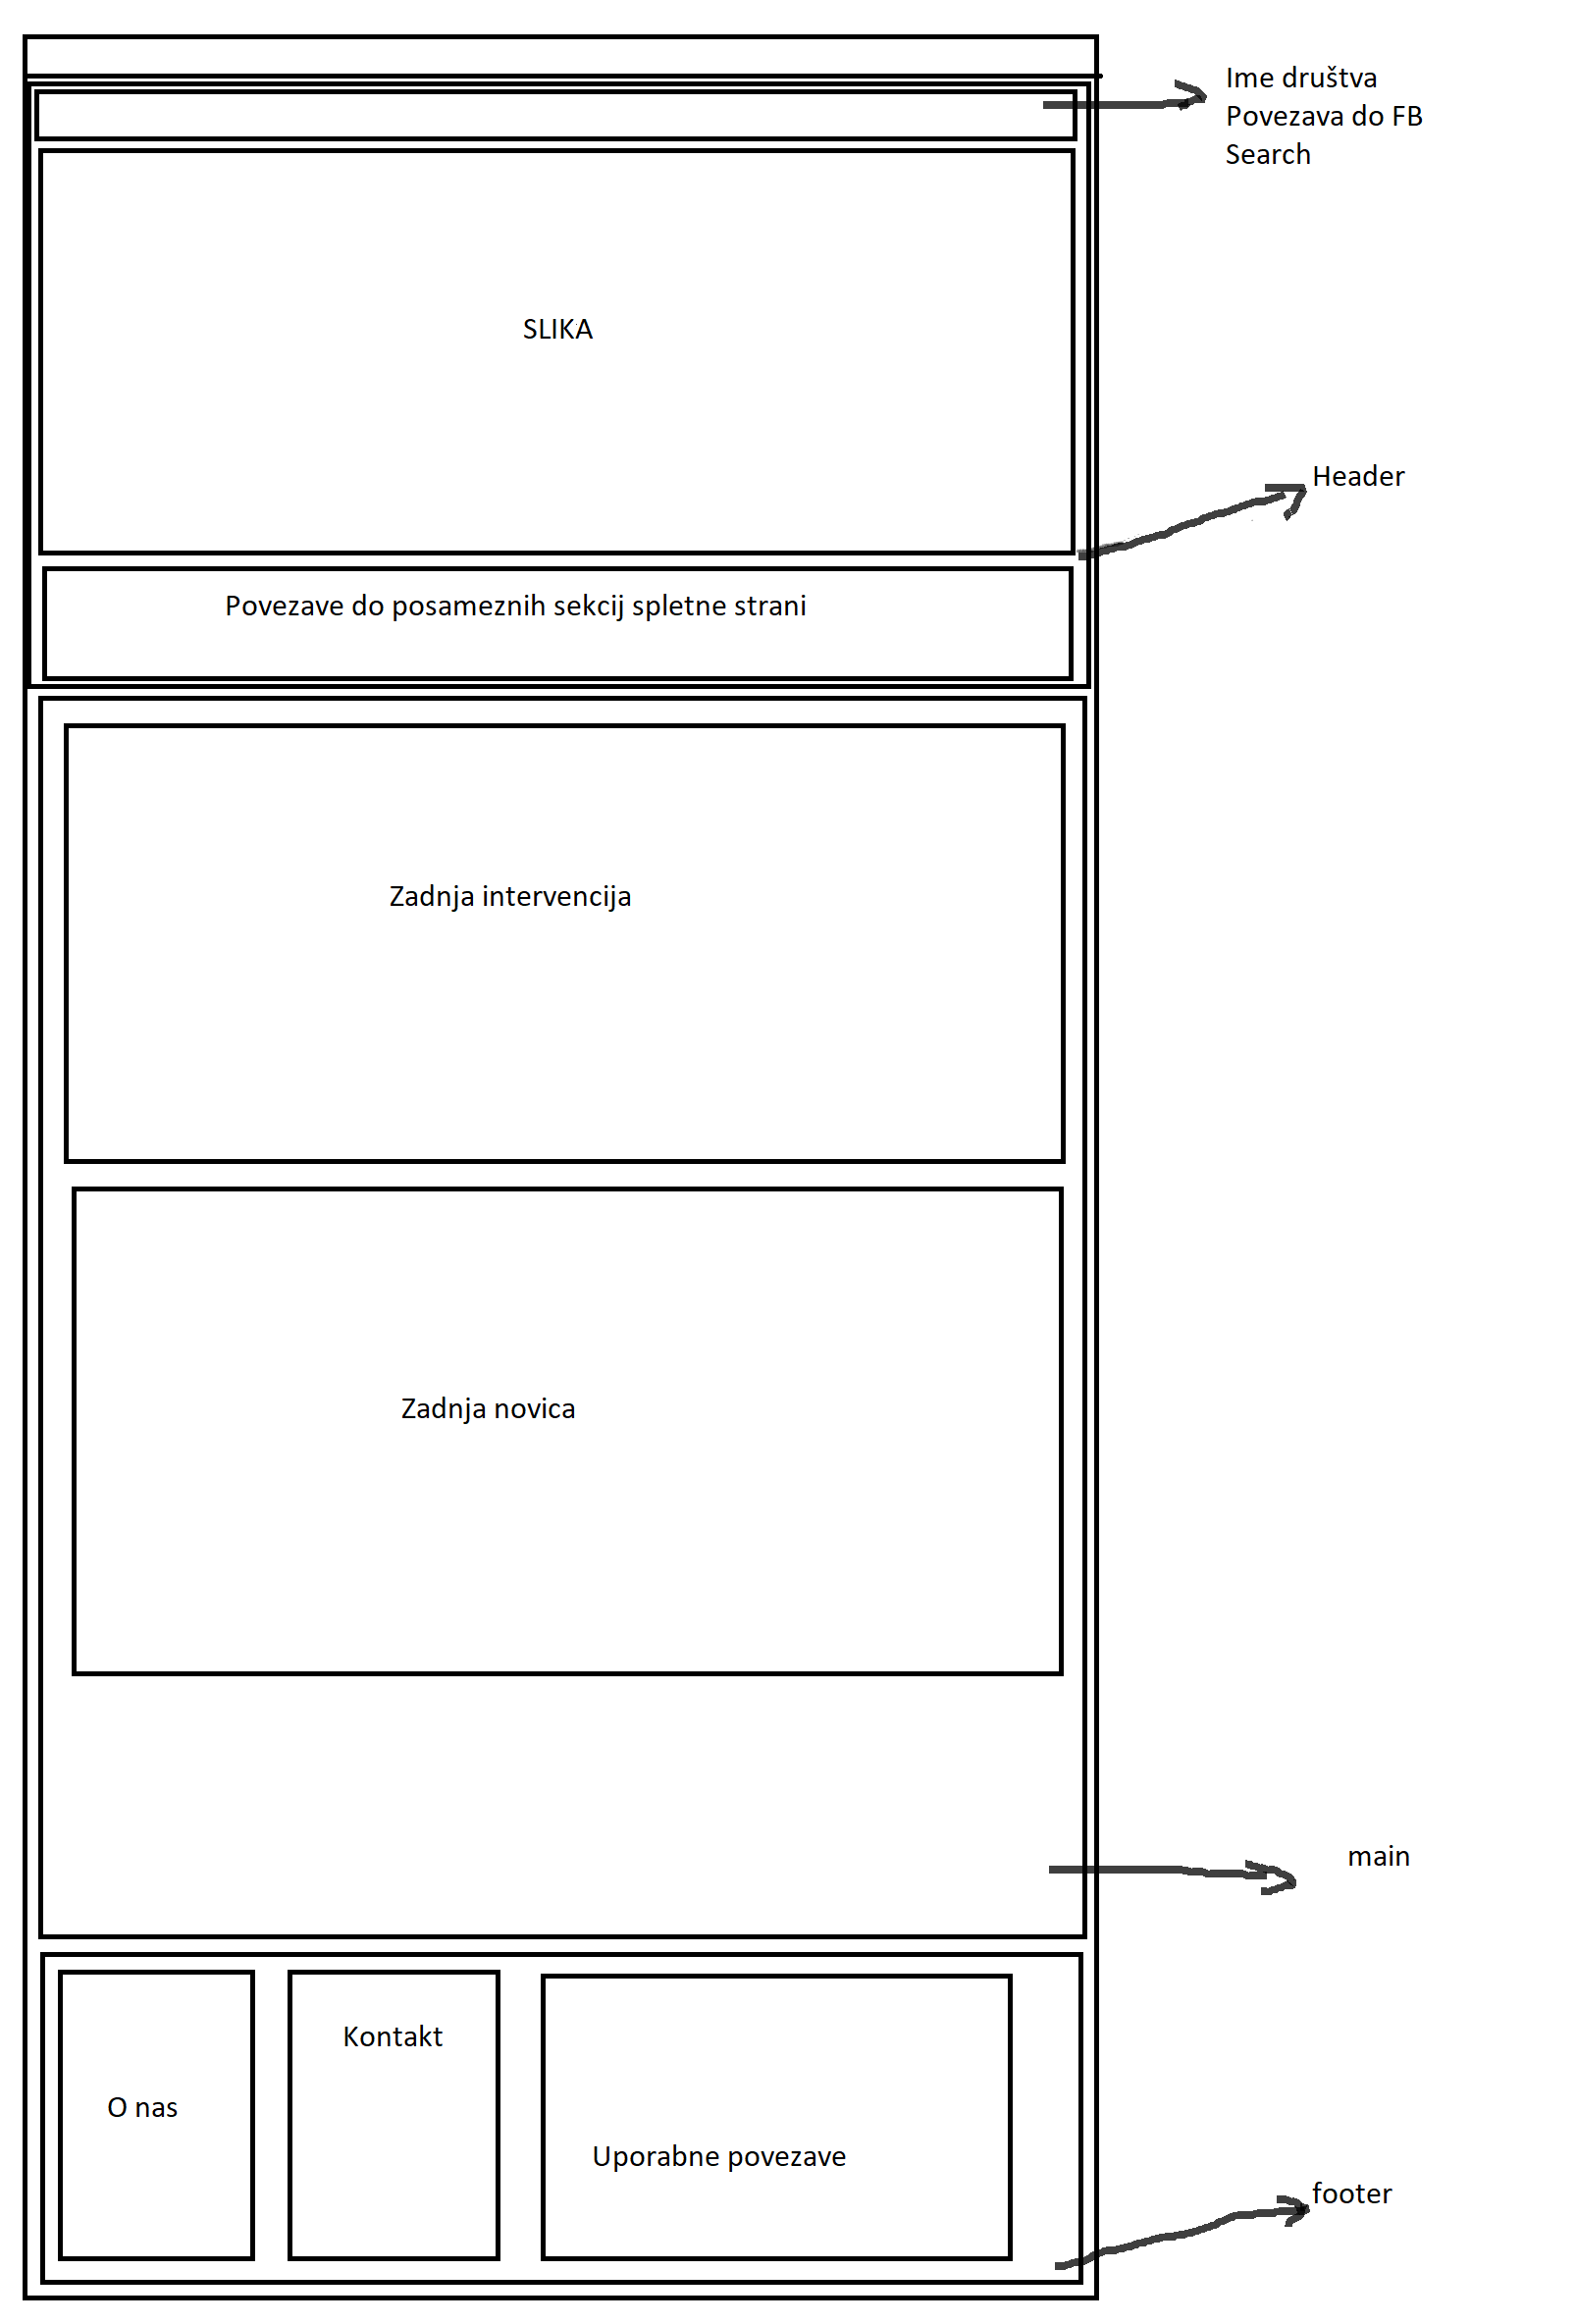 Ime društva
Povezava do FB
Search
SLIKA
Header
Povezave do posameznih sekcij spletne strani
Zadnja intervencija
Zadnja novica
main
Kontakt
O nas
Uporabne povezave
footer